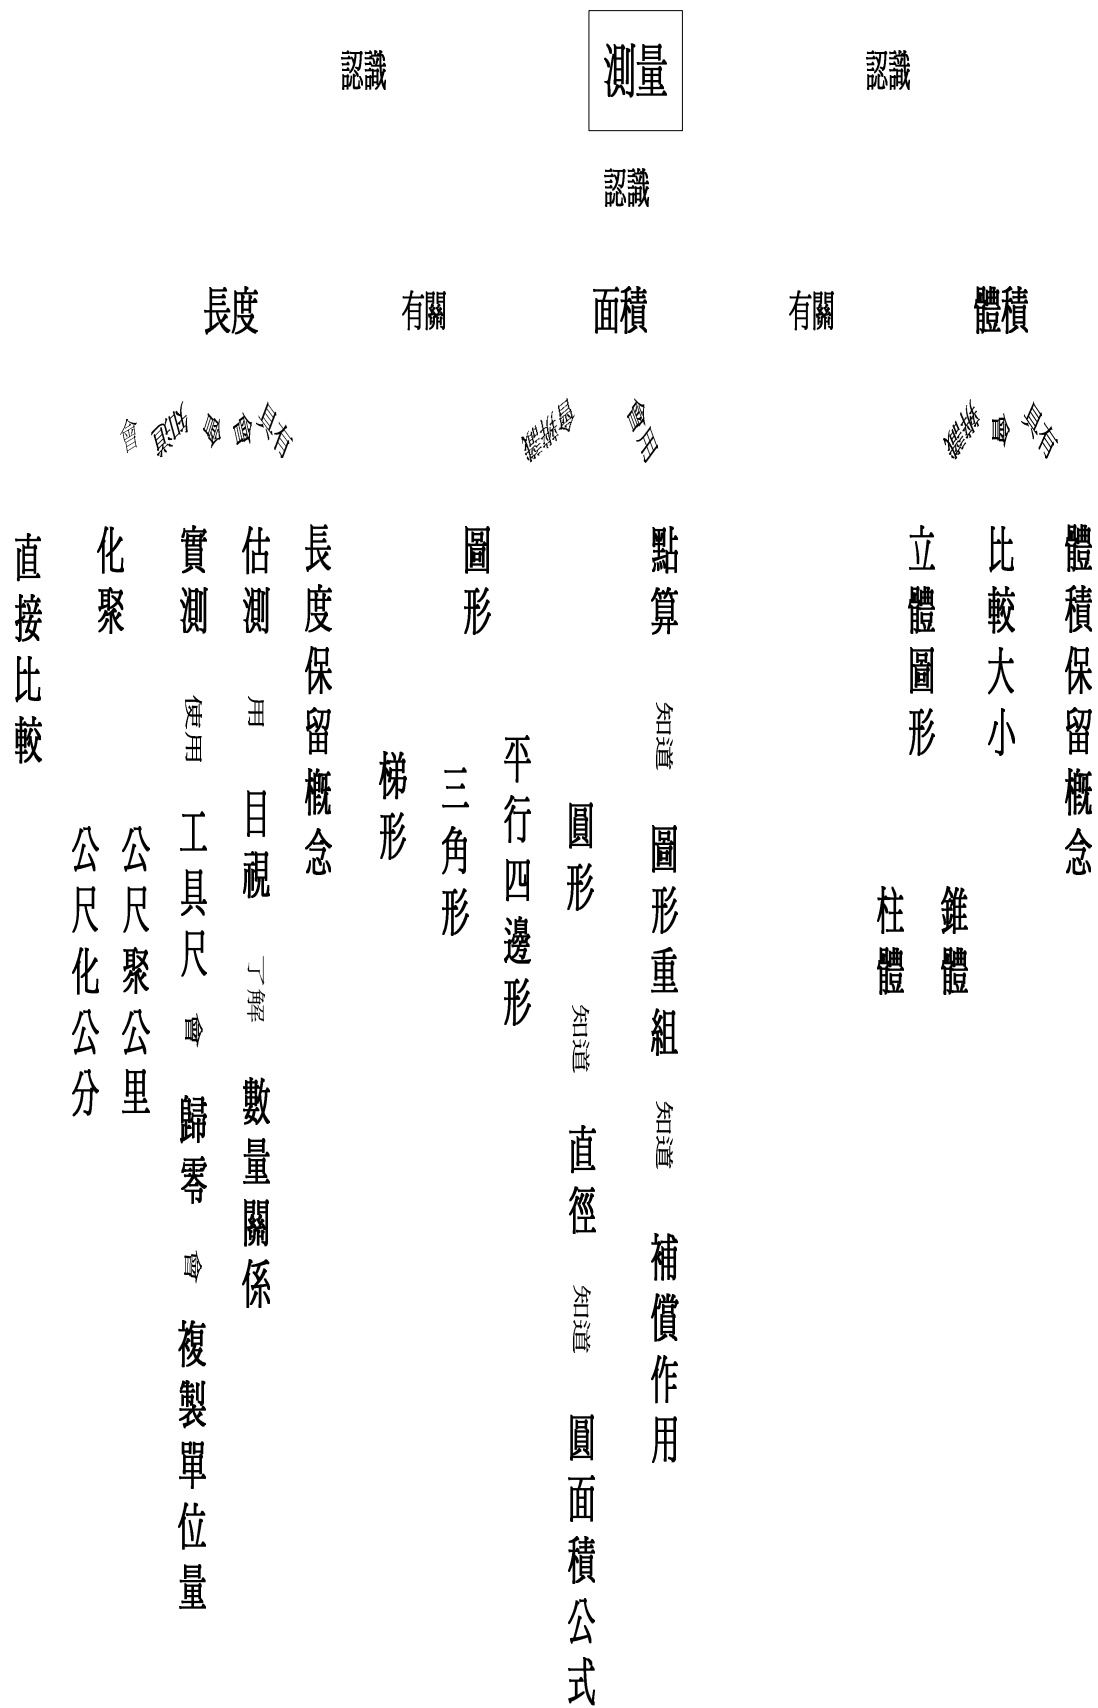 測量
認識
認識
認識
長度
有關
面積
有關
體積
會
知道
會
會
具有
會辨識
會用
辨識
會
具有
直接比較
化聚
公尺化公分
公尺聚公里
實測
使用
工具尺
會
歸零
會
複製單位量
估測
用
目視
了解
數量關係
長度保留概念
圖形
梯形
三角形
平行四邊形
圓形
知道
直徑
知道
圓面積公式
點算
知道
圖形重組
知道
補償作用
立體圖形
柱體
錐體
比較大小
體積保留概念